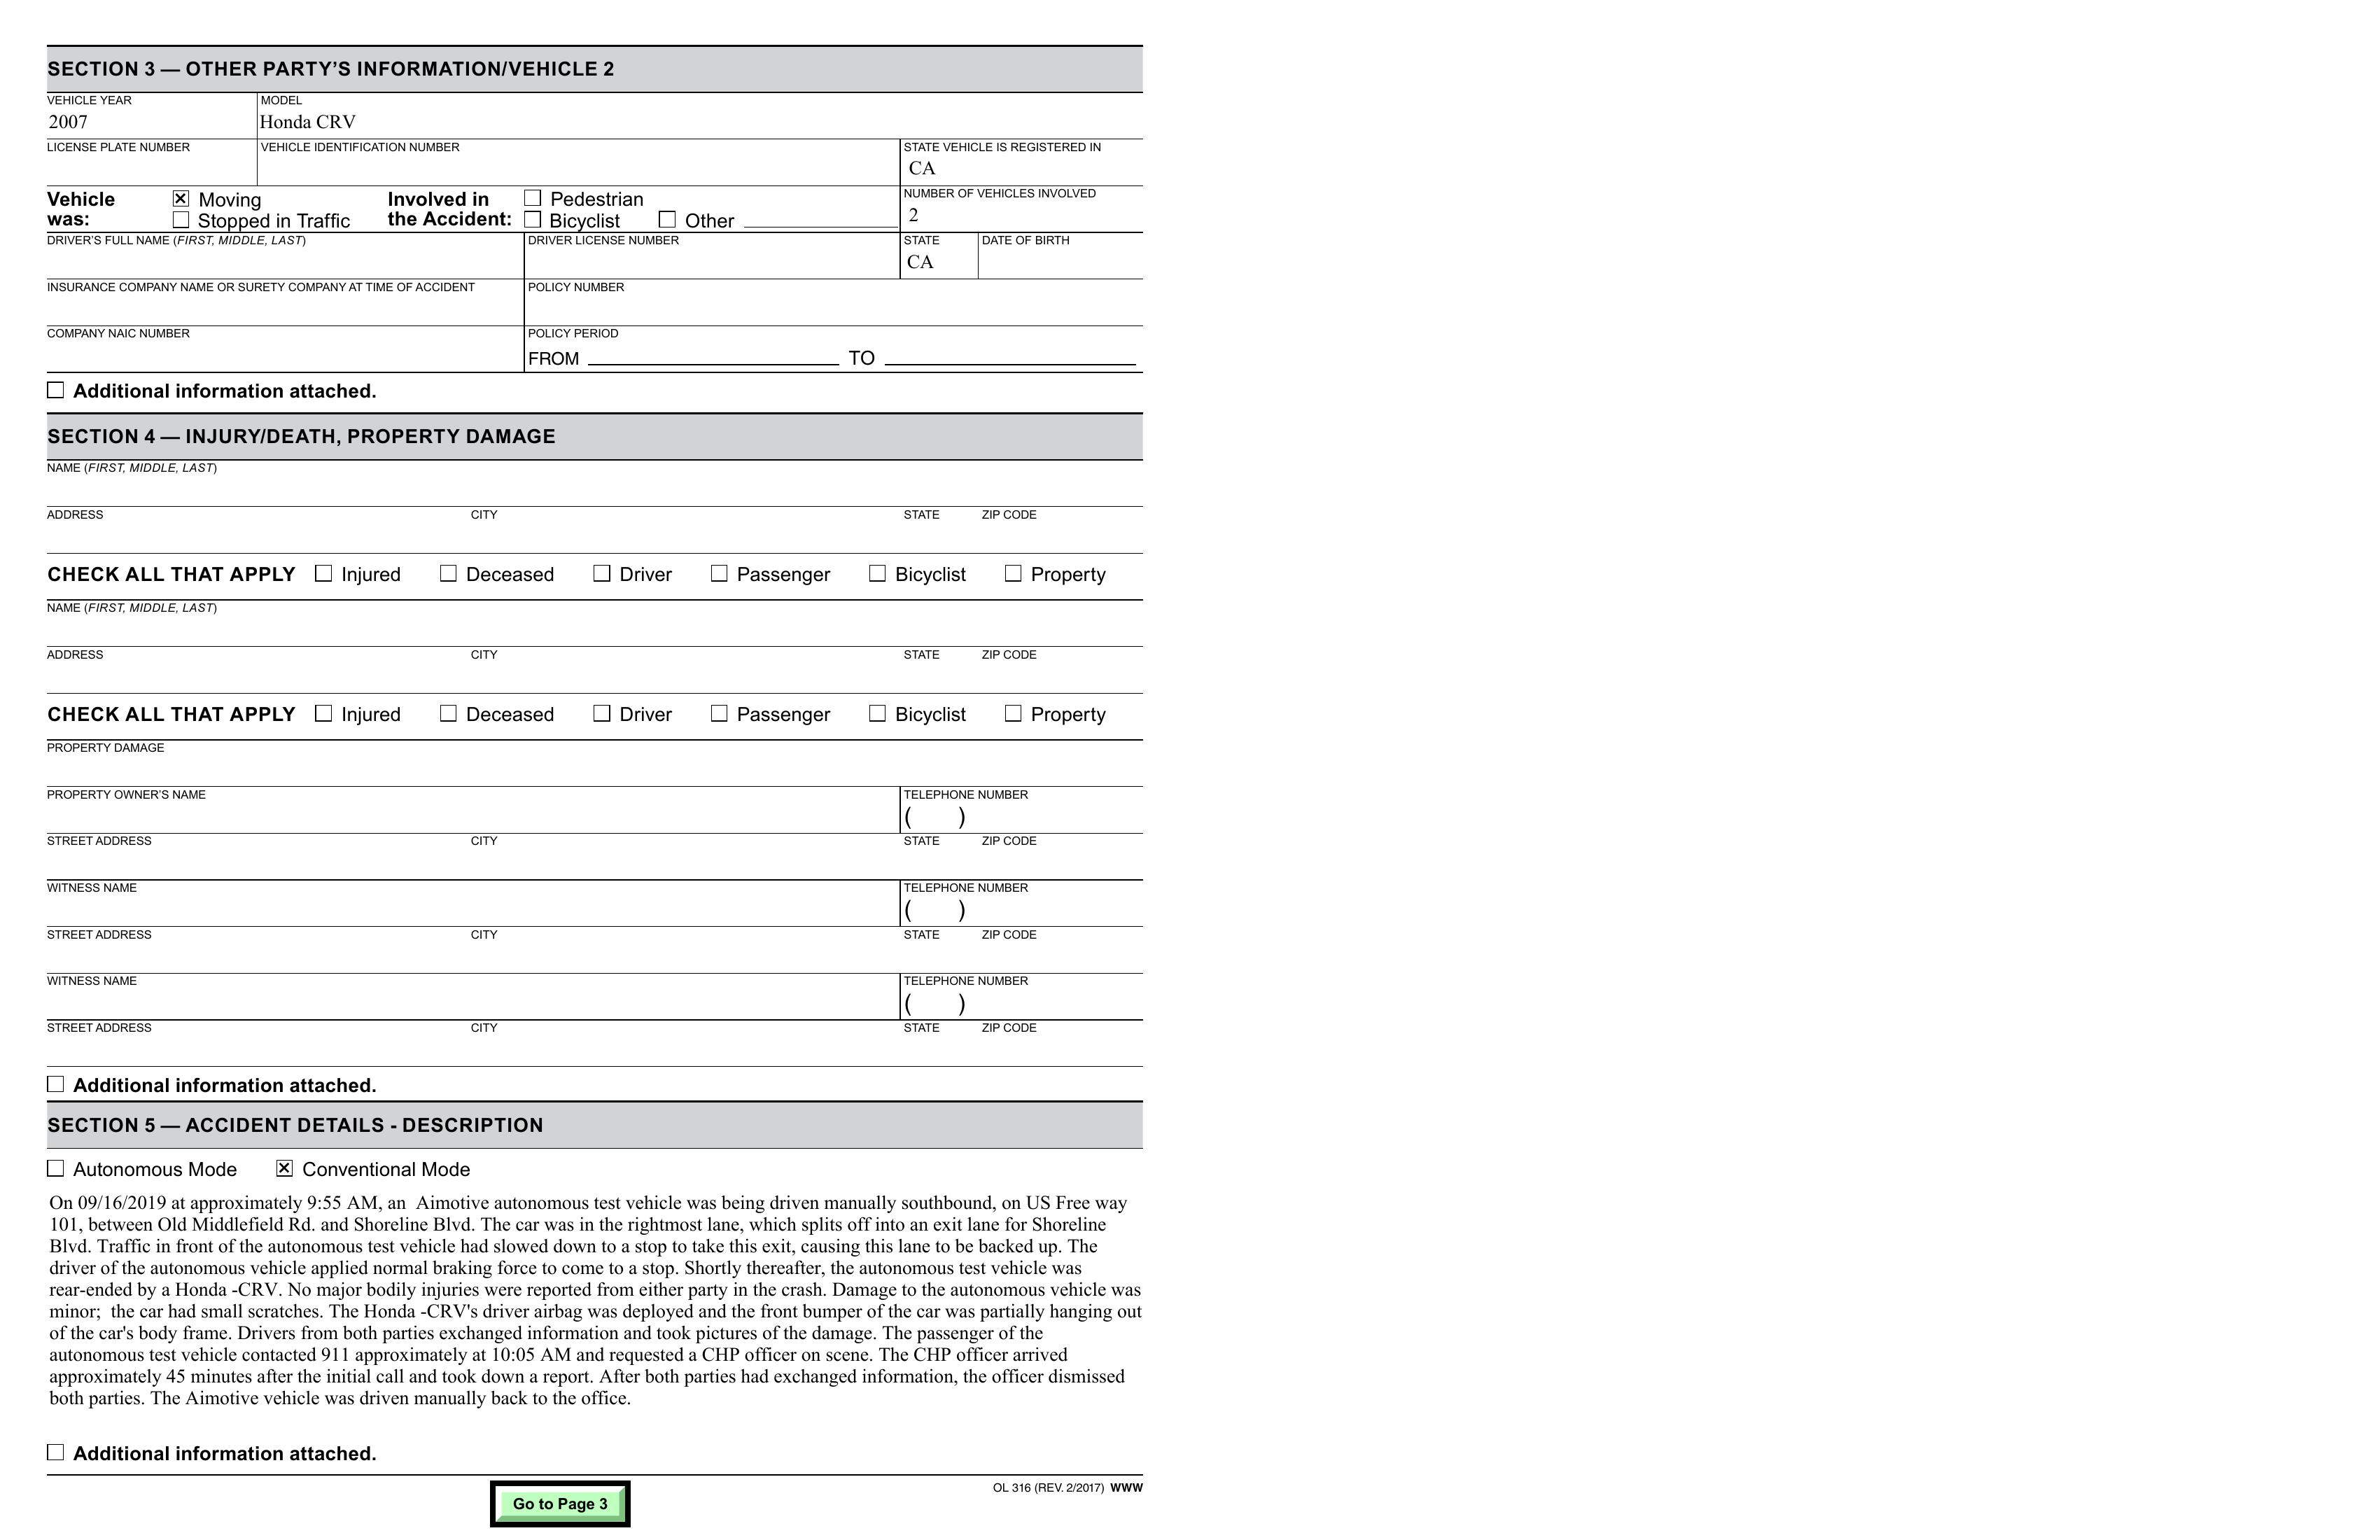 SECTION 3 — OTHER PARTY’S INFORMATION/VEHICLE 2
VEHICLE YEAR MODEL
2007 Honda CRV
LICENSE PLATE NUMBER VEHICLE IDENTIFICATION NUMBER STATE VEHICLE IS REGISTERED IN
CA
Vehicle was: ☒ Moving Involved in the Accident: ☐ Pedestrian NUMBER OF VEHICLES INVOLVED
☐ Stopped in Traffic ☐ Bicyclist ☐ Other 2
DRIVER’S FULL NAME (FIRST, MIDDLE, LAST) DRIVER LICENSE NUMBER STATE DATE OF BIRTH
CA
INSURANCE COMPANY NAME OR SURETY COMPANY AT TIME OF ACCIDENT POLICY NUMBER
COMPANY NAIC NUMBER POLICY PERIOD
FROM TO
☐ Additional information attached.
SECTION 4 — INJURY/DEATH, PROPERTY DAMAGE
NAME (FIRST, MIDDLE, LAST)
ADDRESS CITY STATE ZIP CODE
CHECK ALL THAT APPLY ☐ Injured ☐ Deceased ☐ Driver ☐ Passenger ☐ Bicyclist ☐ Property
NAME (FIRST, MIDDLE, LAST)
ADDRESS CITY STATE ZIP CODE
CHECK ALL THAT APPLY ☐ Injured ☐ Deceased ☐ Driver ☐ Passenger ☐ Bicyclist ☐ Property
PROPERTY DAMAGE
PROPERTY OWNER’S NAME TELEPHONE NUMBER
( )
STREET ADDRESS CITY STATE ZIP CODE
WITNESS NAME TELEPHONE NUMBER
( )
STREET ADDRESS CITY STATE ZIP CODE
WITNESS NAME TELEPHONE NUMBER
( )
STREET ADDRESS CITY STATE ZIP CODE
☐ Additional information attached.
SECTION 5 — ACCIDENT DETAILS - DESCRIPTION
☐ Autonomous Mode ☒ Conventional Mode
On 09/16/2019 at approximately 9:55 AM, an  Aimotive autonomous test vehicle was being driven manually southbound, on US Free way
101, between Old Middlefield Rd. and Shoreline Blvd. The car was in the rightmost lane, which splits off into an exit lane for Shoreline
Blvd. Traffic in front of the autonomous test vehicle had slowed down to a stop to take this exit, causing this lane to be backed up. The
driver of the autonomous vehicle applied normal braking force to come to a stop. Shortly thereafter, the autonomous test vehicle was
rear-ended by a Honda -CRV. No major bodily injuries were reported from either party in the crash. Damage to the autonomous vehicle was
minor;  the car had small scratches. The Honda -CRV's driver airbag was deployed and the front bumper of the car was partially hanging out
of the car's body frame. Drivers from both parties exchanged information and took pictures of the damage. The passenger of the
autonomous test vehicle contacted 911 approximately at 10:05 AM and requested a CHP officer on scene. The CHP officer arrived
approximately 45 minutes after the initial call and took down a report. After both parties had exchanged information, the officer dismissed
both parties. The Aimotive vehicle was driven manually back to the office.
☐ Additional information attached.
OL 316 (REV. 2/2017) WWW
Go to Page 3